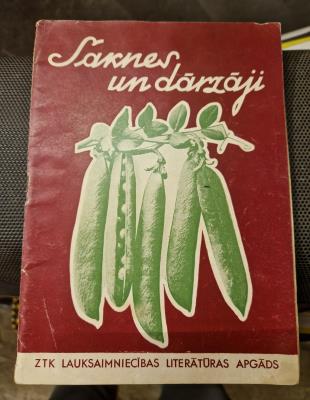 Saknes
un dārzāji
ZTK LAUKSAIMNIECĪBAS LITERĀTŪRAS APGĀDS